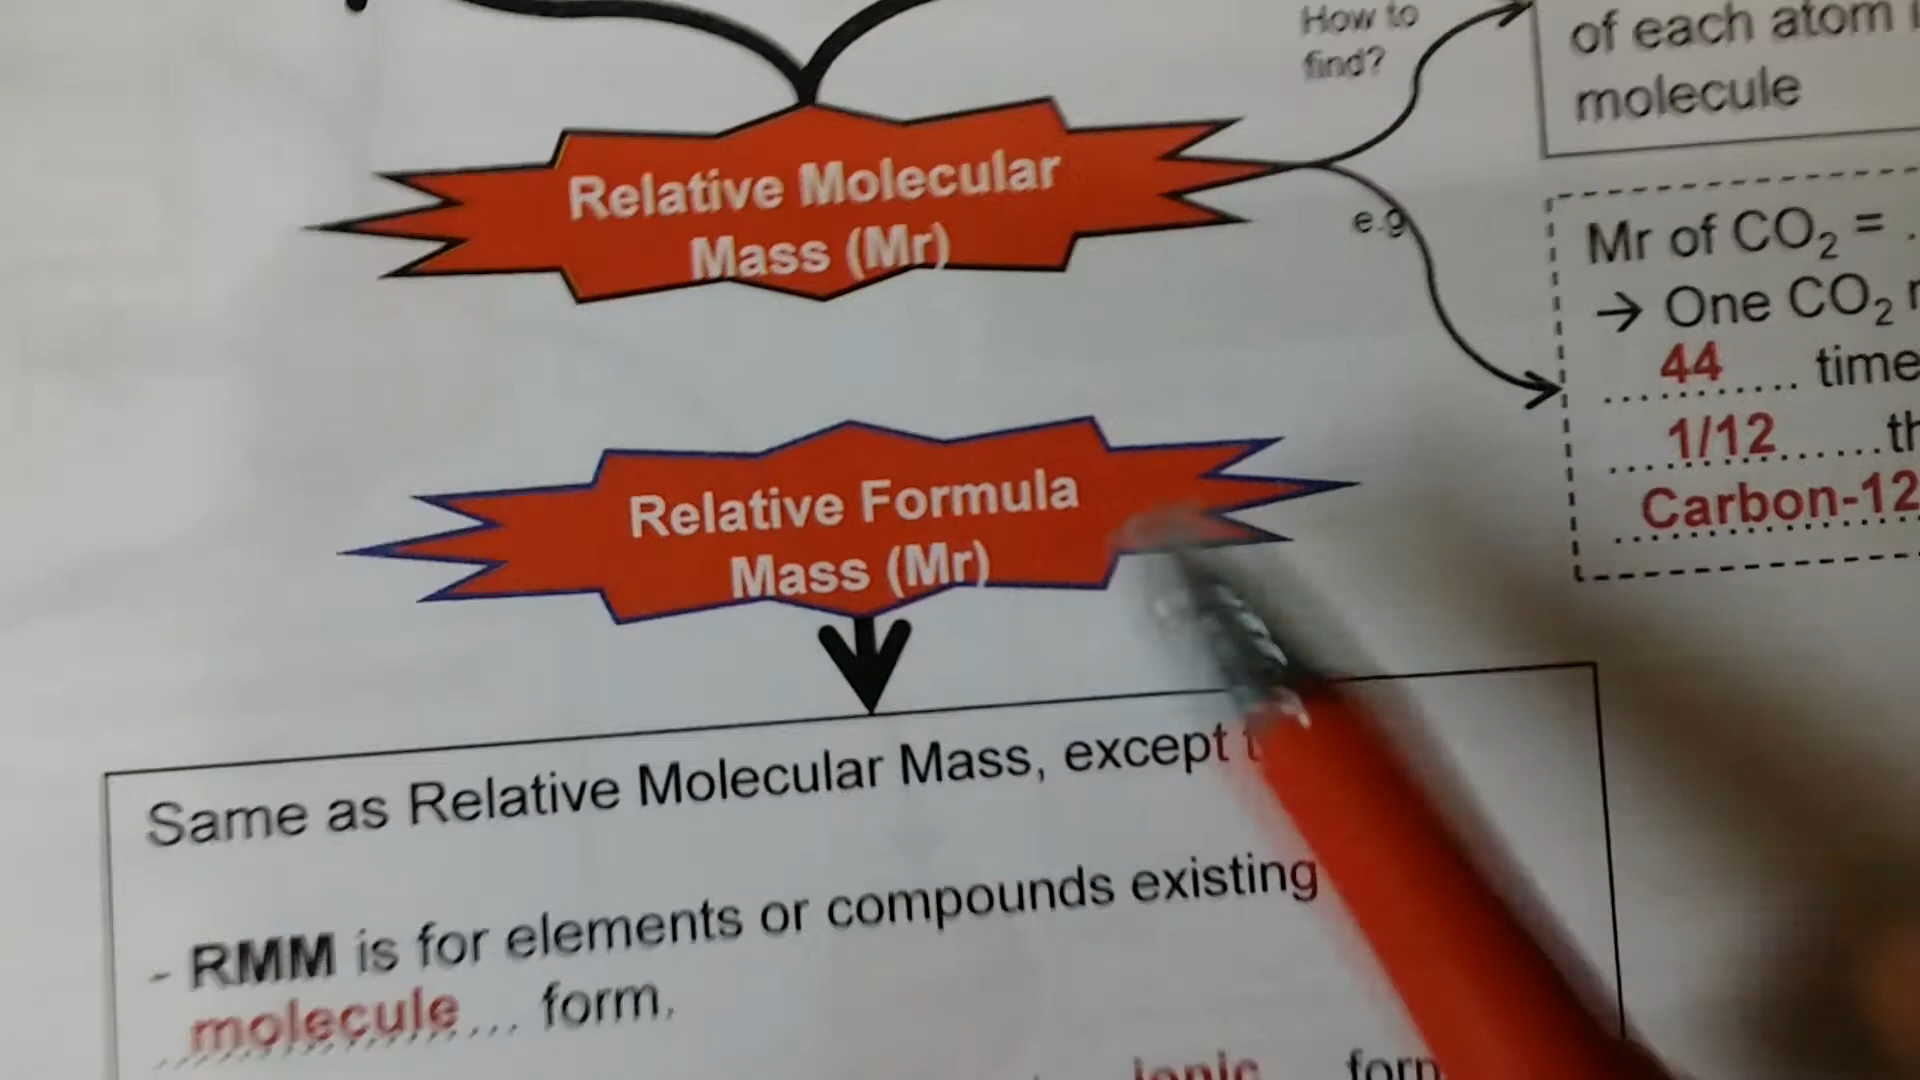 How to
find?
of each atom
molecule
Relative Molecular
Mass (Mr)
e.g
Mr of CO₂ = .
→ One CO₂
44 ..... time
.... 1/12 ......th
Carbon-12
Relative Formula
Mass (Mr)
Same as Relative Molecular Mass, except
- RMM is for elements or compounds existing
molecule ... form.
ionic form